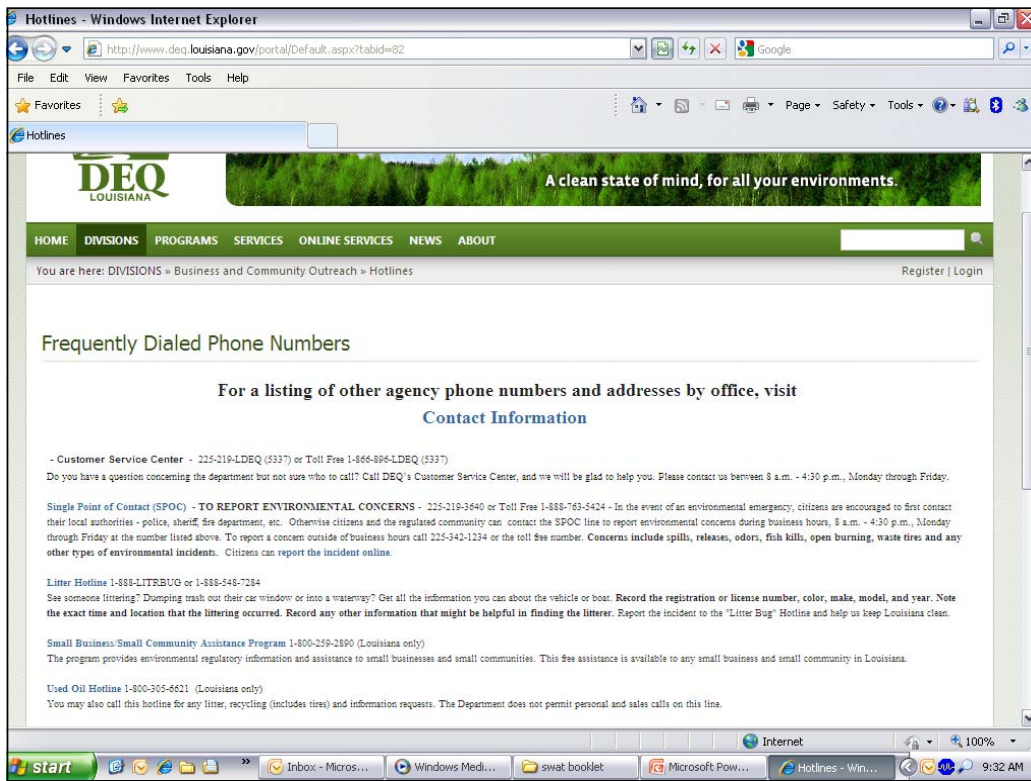 Hotlines - Windows Internet Explorer
http://www.deq.louisiana.gov/portal/Default.aspx?tabid=82
Google
File Edit View Favorites Tools Help
Favorites
Page Safety Tools
Hotlines
DEQ
LOUISIANA
A clean state of mind, for all your environments.
HOME DIVISIONS PROGRAMS SERVICES ONLINE SERVICES NEWS ABOUT
You are here: DIVISIONS » Business and Community Outreach » Hotlines
Register | Login
Frequently Dialed Phone Numbers
For a listing of other agency phone numbers and addresses by office, visit
Contact Information
- Customer Service Center - 225-219-LDEQ (5337) or Toll Free 1-866-896-LDEQ (5337)
Do you have a question concerning the department but not sure who to call? Call DEQ's Customer Service Center, and we will be glad to help you. Please contact us between 8 a.m. - 4:30 p.m., Monday through Friday.
Single Point of Contact (SPOC) - TO REPORT ENVIRONMENTAL CONCERNS - 225-219-3640 or Toll Free 1-888-763-5424 - In the event of an environmental emergency, citizens are encouraged to first contact
their local authorities - police, sheriff, fire department, etc. Otherwise citizens and the regulated community can contact the SPOC line to report environmental concerns during business hours, 8 a.m. - 4:30 p.m., Monday
through Friday at the number listed above. To report a concern outside of business hours call 225-342-1234 or the toll free number. Concerns include spills, releases, odors, fish kills, open burning, waste tires and any
other types of environmental incidents. Citizens can report the incident online.
Litter Hotline 1-888-LITRBUG or 1-888-548-7284
See someone littering? Dumping trash out their car window or into a waterway? Get all the information you can about the vehicle or boat. Record the registration or license number, color, make, model, and year. Note
the exact time and location that the littering occurred. Record any other information that might be helpful in finding the litterer. Report the incident to the "Litter Bug" Hotline and help us keep Louisiana clean.
Small Business/Small Community Assistance Program 1-800-259-2890 (Louisiana only)
The program provides environmental regulatory information and assistance to small businesses and small communities. This free assistance is available to any small business and small community in Louisiana.
Used Oil Hotline 1-800-305-6621 (Louisiana only)
You may also call this hotline for any litter, recycling (includes tires) and information requests. The Department does not permit personal and sales calls on this line.
Internet
100%
start
Inbox - Micros...
Windows Medi...
swat booklet
Microsoft Pow...
Hotlines - Win...
9:32 AM